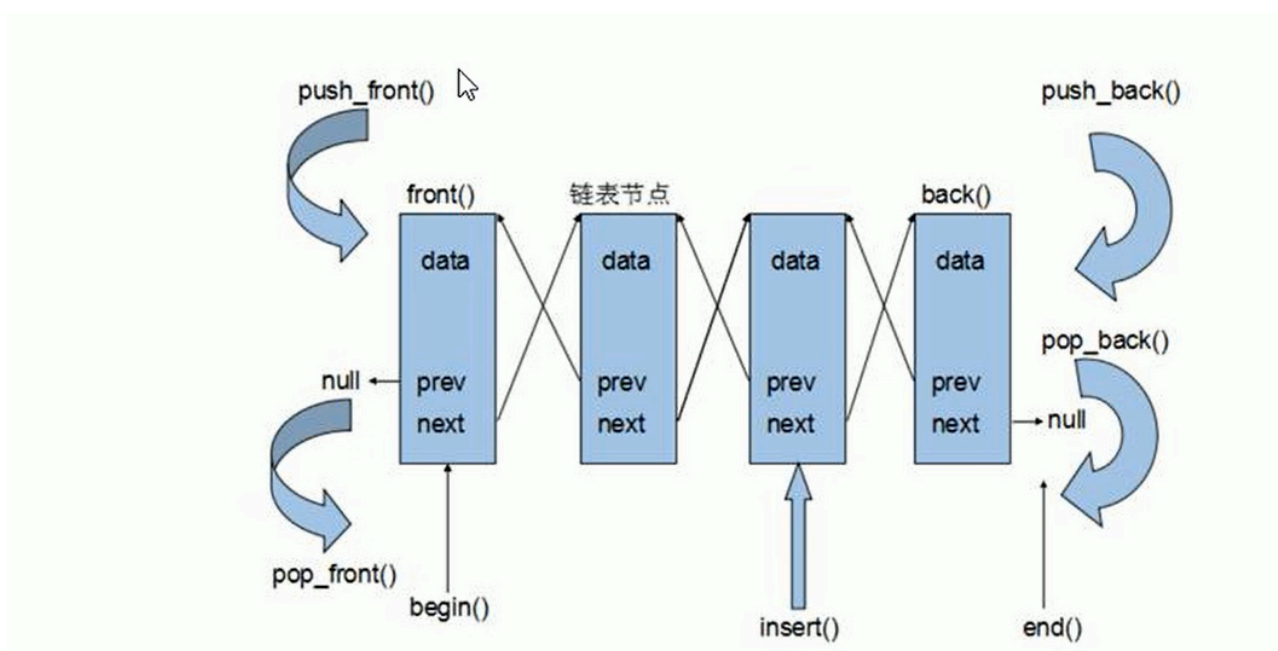 push_front()
push_back()
front()
链表节点
back()
data
data
data
data
pop_back()
null
prev
prev
prev
prev
next
next
next
next
null
pop_front()
begin()
insert()
end()